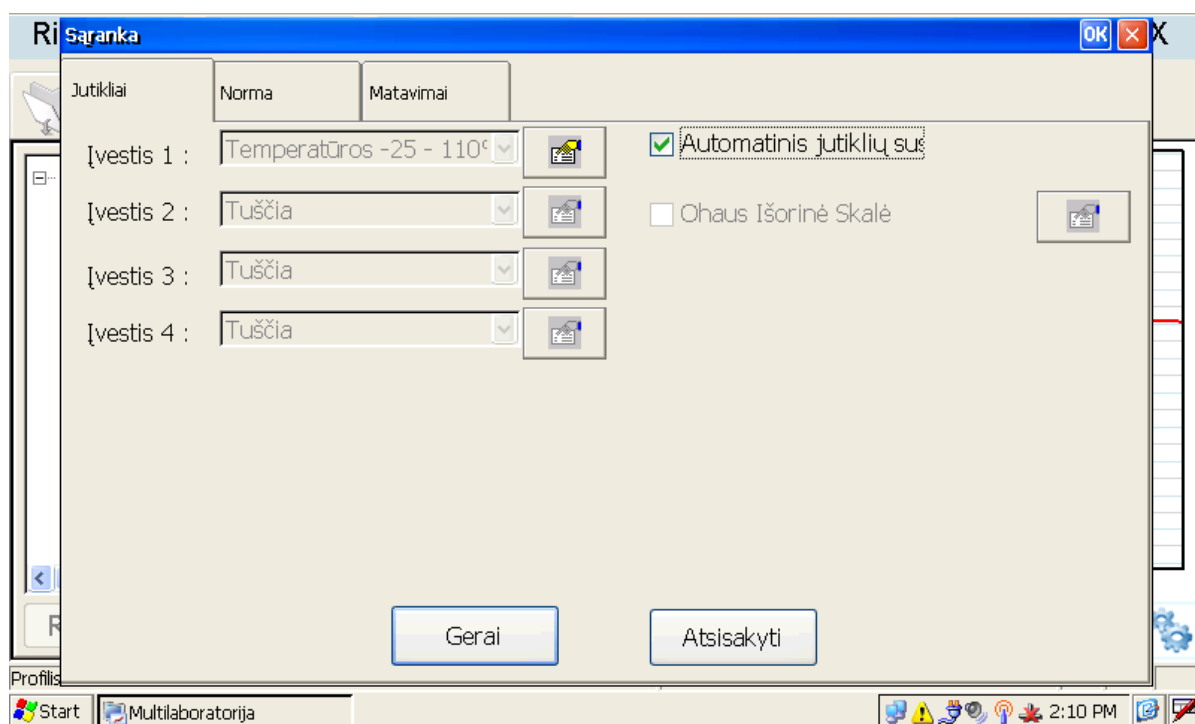 Ri
Sąranka
OK
X
Jutikliai
Norma
Matavimai
Įvestis 1 :
Temperatūros -25 - 110°
Automatinis jutiklių sus
Įvestis 2 :
Tuščia
Ohaus Išorinė Skalė
Įvestis 3 :
Tuščia
Įvestis 4 :
Tuščia
R
Gerai
Atsisakyti
Profilis
Start
Multilaboratorija
2:10 PM